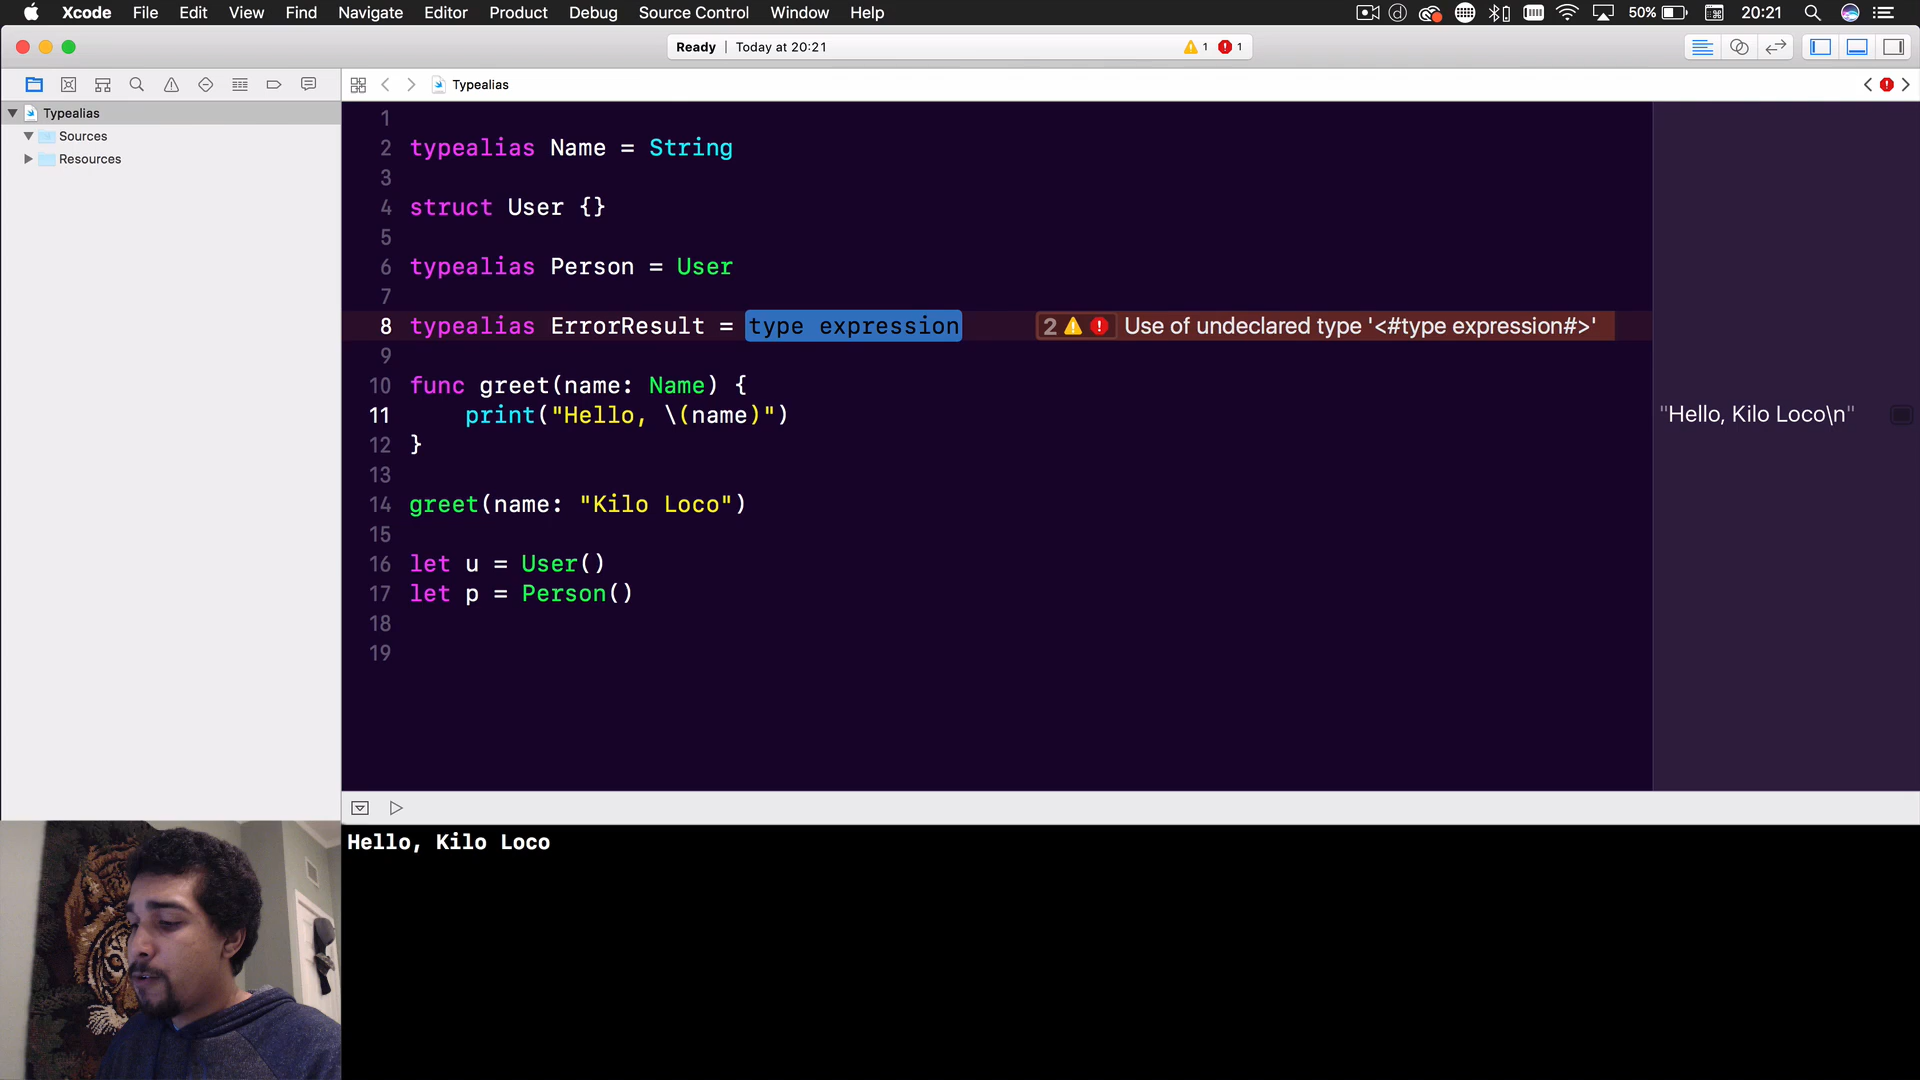 Xcode File Edit View Find Navigate Editor Product Debug Source Control Window Help 50% 20:21
Ready | Today at 20:21 1 1
Typealias
Typealias
Sources
Resources
1
2 typealias Name = String
3
4 struct User {}
5
6 typealias Person = User
7
8 typealias ErrorResult = type expression 2 Use of undeclared type '<#type expression#>'
9
10 func greet(name: Name) {
11 print("Hello, \(name)") "Hello, Kilo Loco\n"
12 }
13
14 greet(name: "Kilo Loco")
15
16 let u = User()
17 let p = Person()
18
19
Hello, Kilo Loco